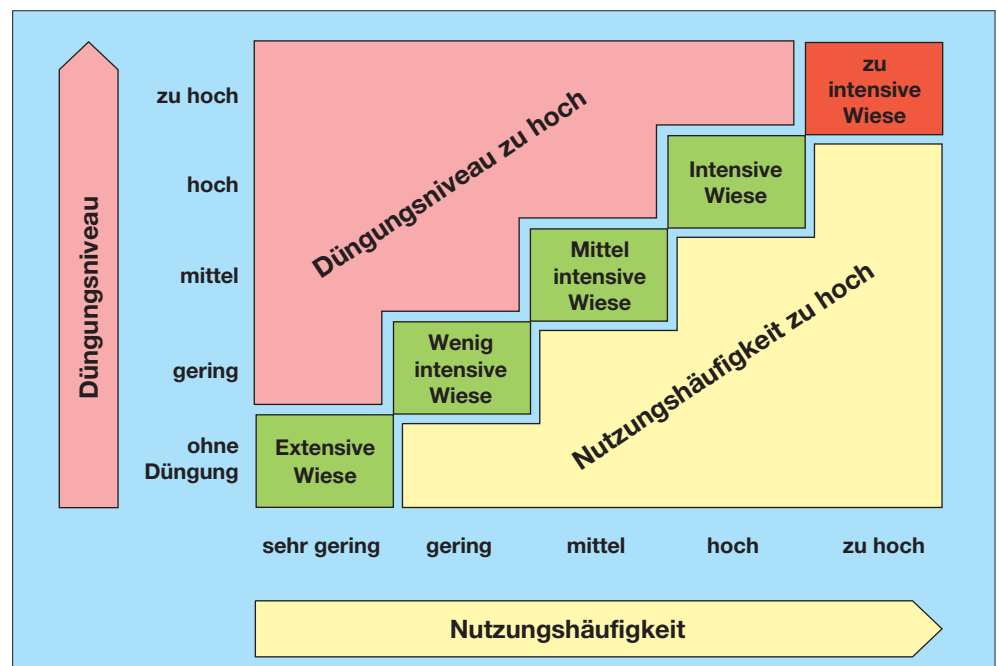 Düngungsniveau
zu hoch
hoch
mittel
gering
ohne
Düngung
Düngungsniveau zu hoch
zu
intensive
Wiese
Intensive
Wiese
Mittel
intensive
Wiese
Wenig
intensive
Wiese
Extensive
Wiese
Nutzungshäufigkeit zu hoch
sehr gering
gering
mittel
hoch
zu hoch
Nutzungshäufigkeit